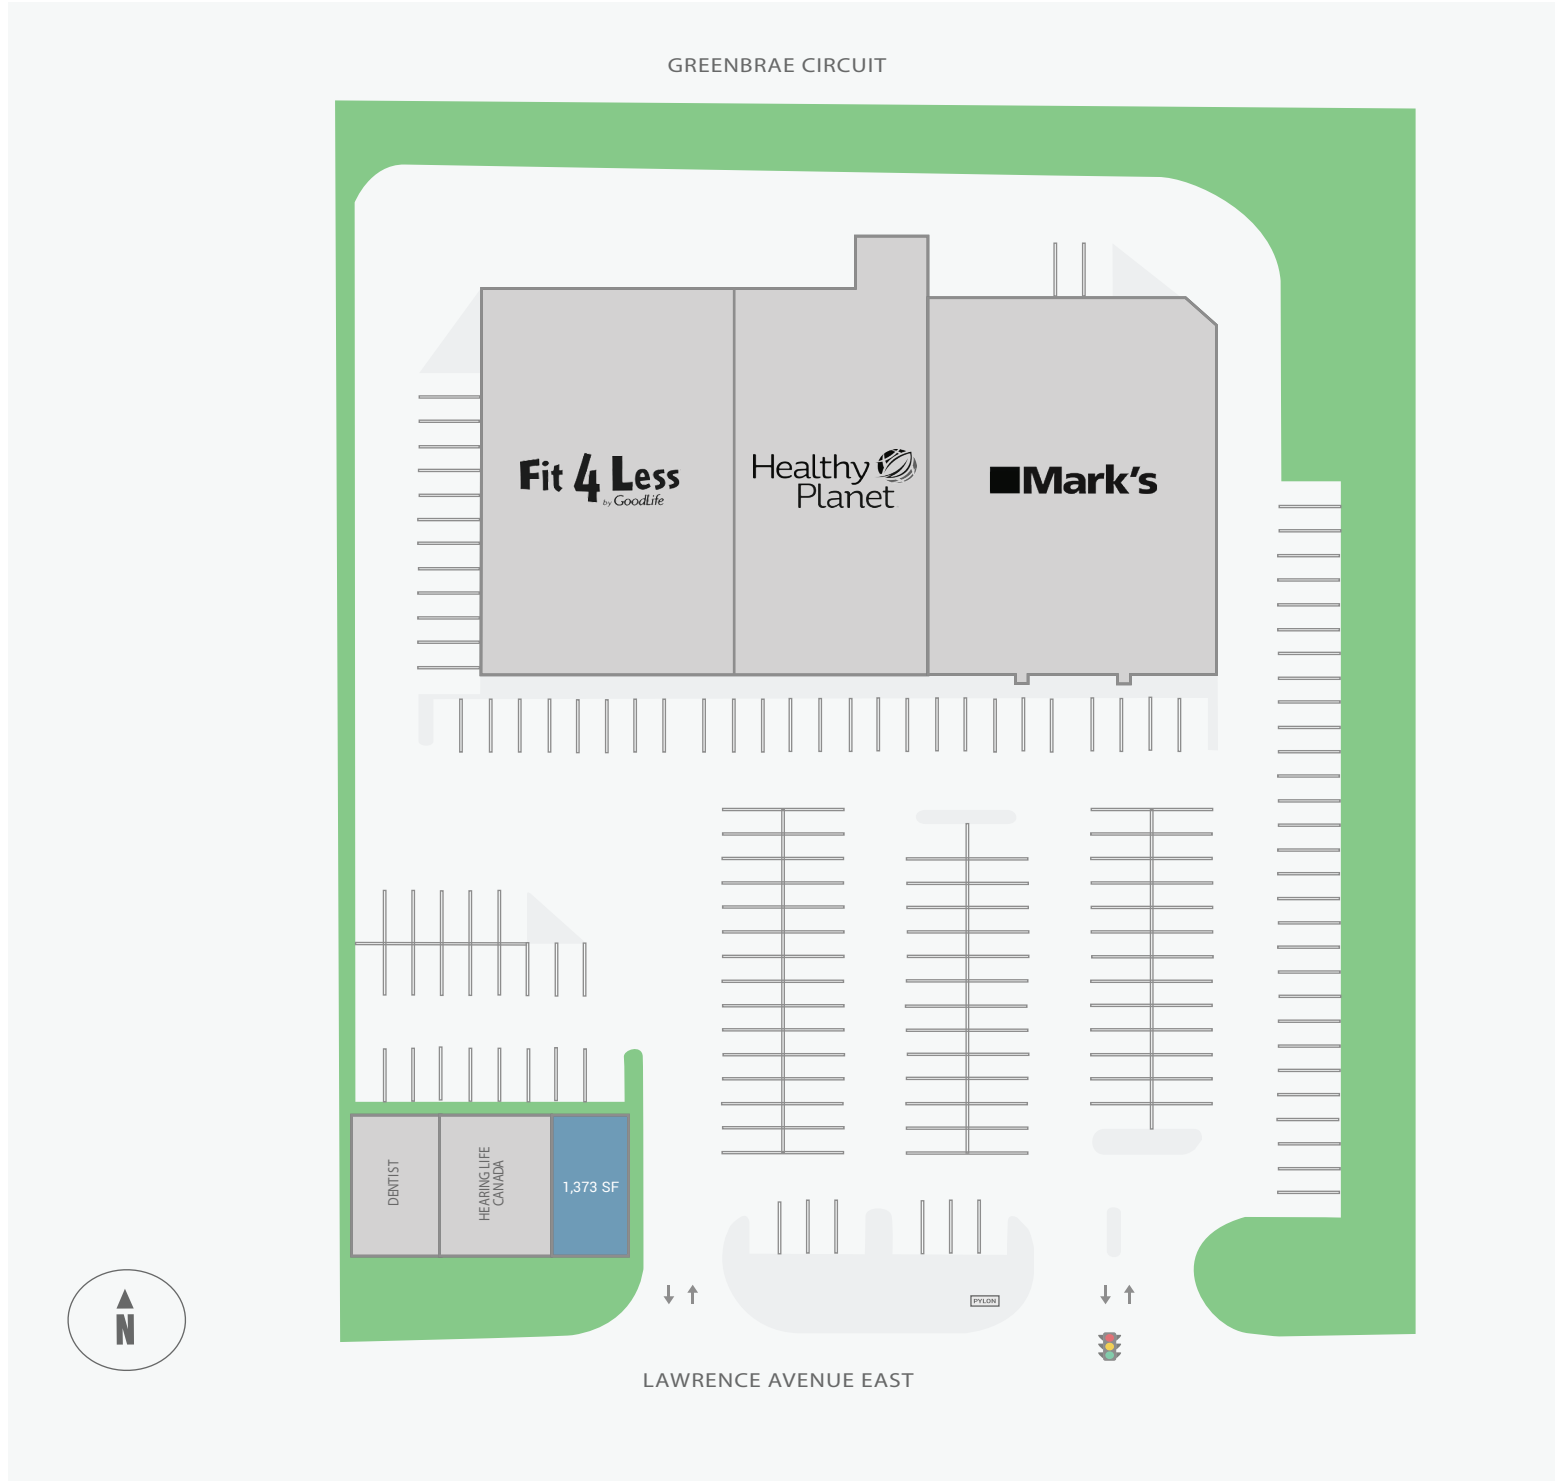 GREENBRAE CIRCUIT
Fit 4 Less
by GoodLife
Healthy
Planet
Mark's
DENTIST
HEARING LIFE
CANADA
1,373 SF
N
PYLON
LAWRENCE AVENUE EAST